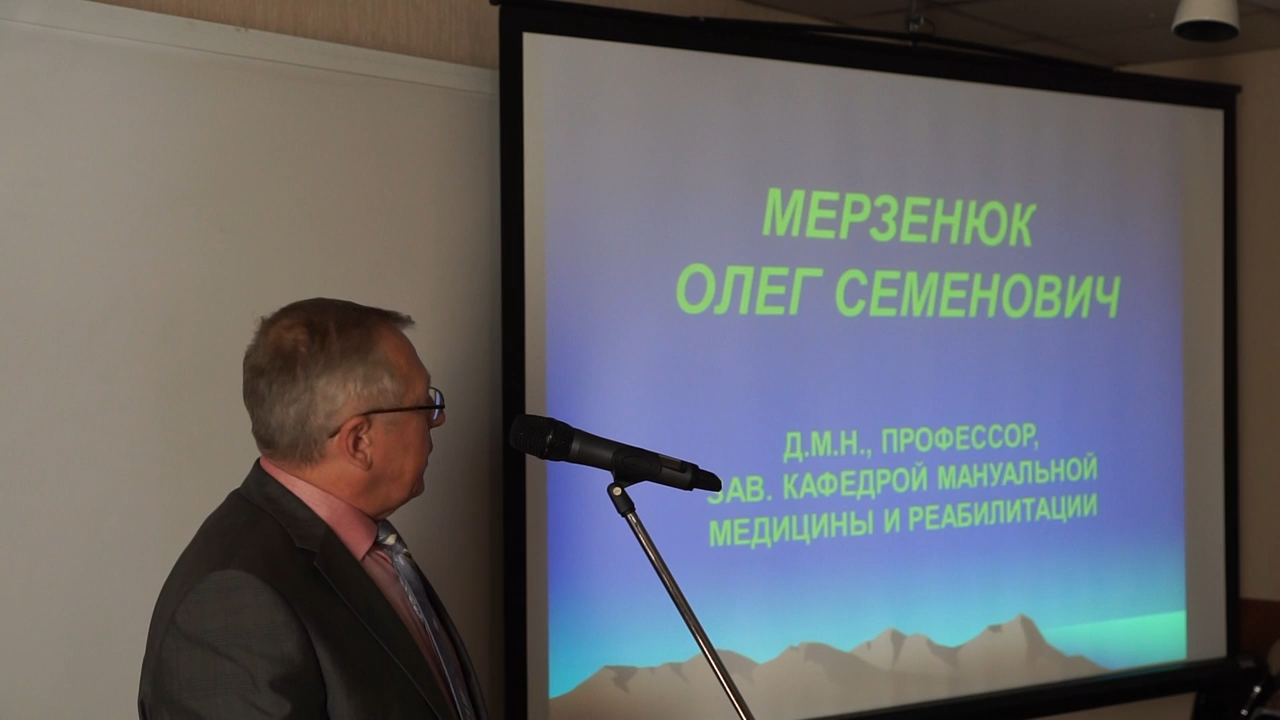 МЕРЗЕНЮК
ОЛЕГ СЕМЕНОВИЧ
Д.М.Н., ПРОФЕССОР,
ЗАВ. КАФЕДРОЙ МАНУАЛЬНОЙ
МЕДИЦИНЫ И РЕАБИЛИТАЦИИ